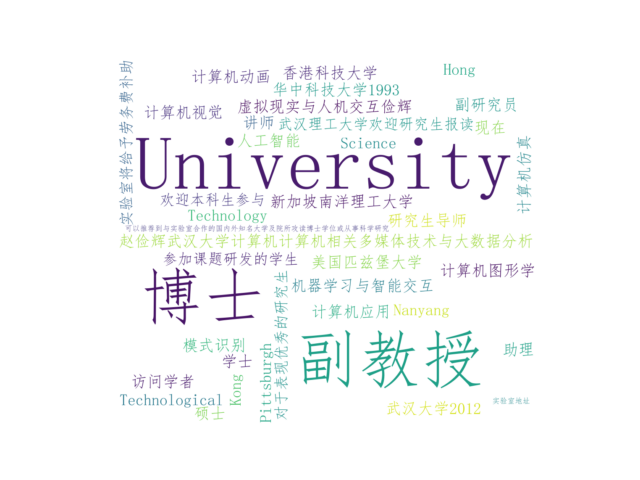 实验室将给予劳务费补助
计算机动画
香港科技大学
Hong
华中科技大学1993
计算机视觉
虚拟现实与人机交互俭辉
副研究员
讲师
武汉理工大学欢迎研究生报读
现在
人工智能
Science
计算机仿真
University
欢迎本科生参与
新加坡南洋理工大学
Technology
研究生导师
可以推荐到与实验室合作的国内外知名大学及院所攻读博士学位或从事科学研究
赵俭辉武汉大学计算机计算机相关多媒体技术与大数据分析
参加课题研发的学生
美国匹兹堡大学
计算机图形学
博士
对于表现优秀的研究生
机器学习与智能交互
计算机应用
Nanyang
副教授
模式识别
助理
学士
Pittsburgh
访问学者
Kong
Technological
硕士
武汉大学2012
实验室地址